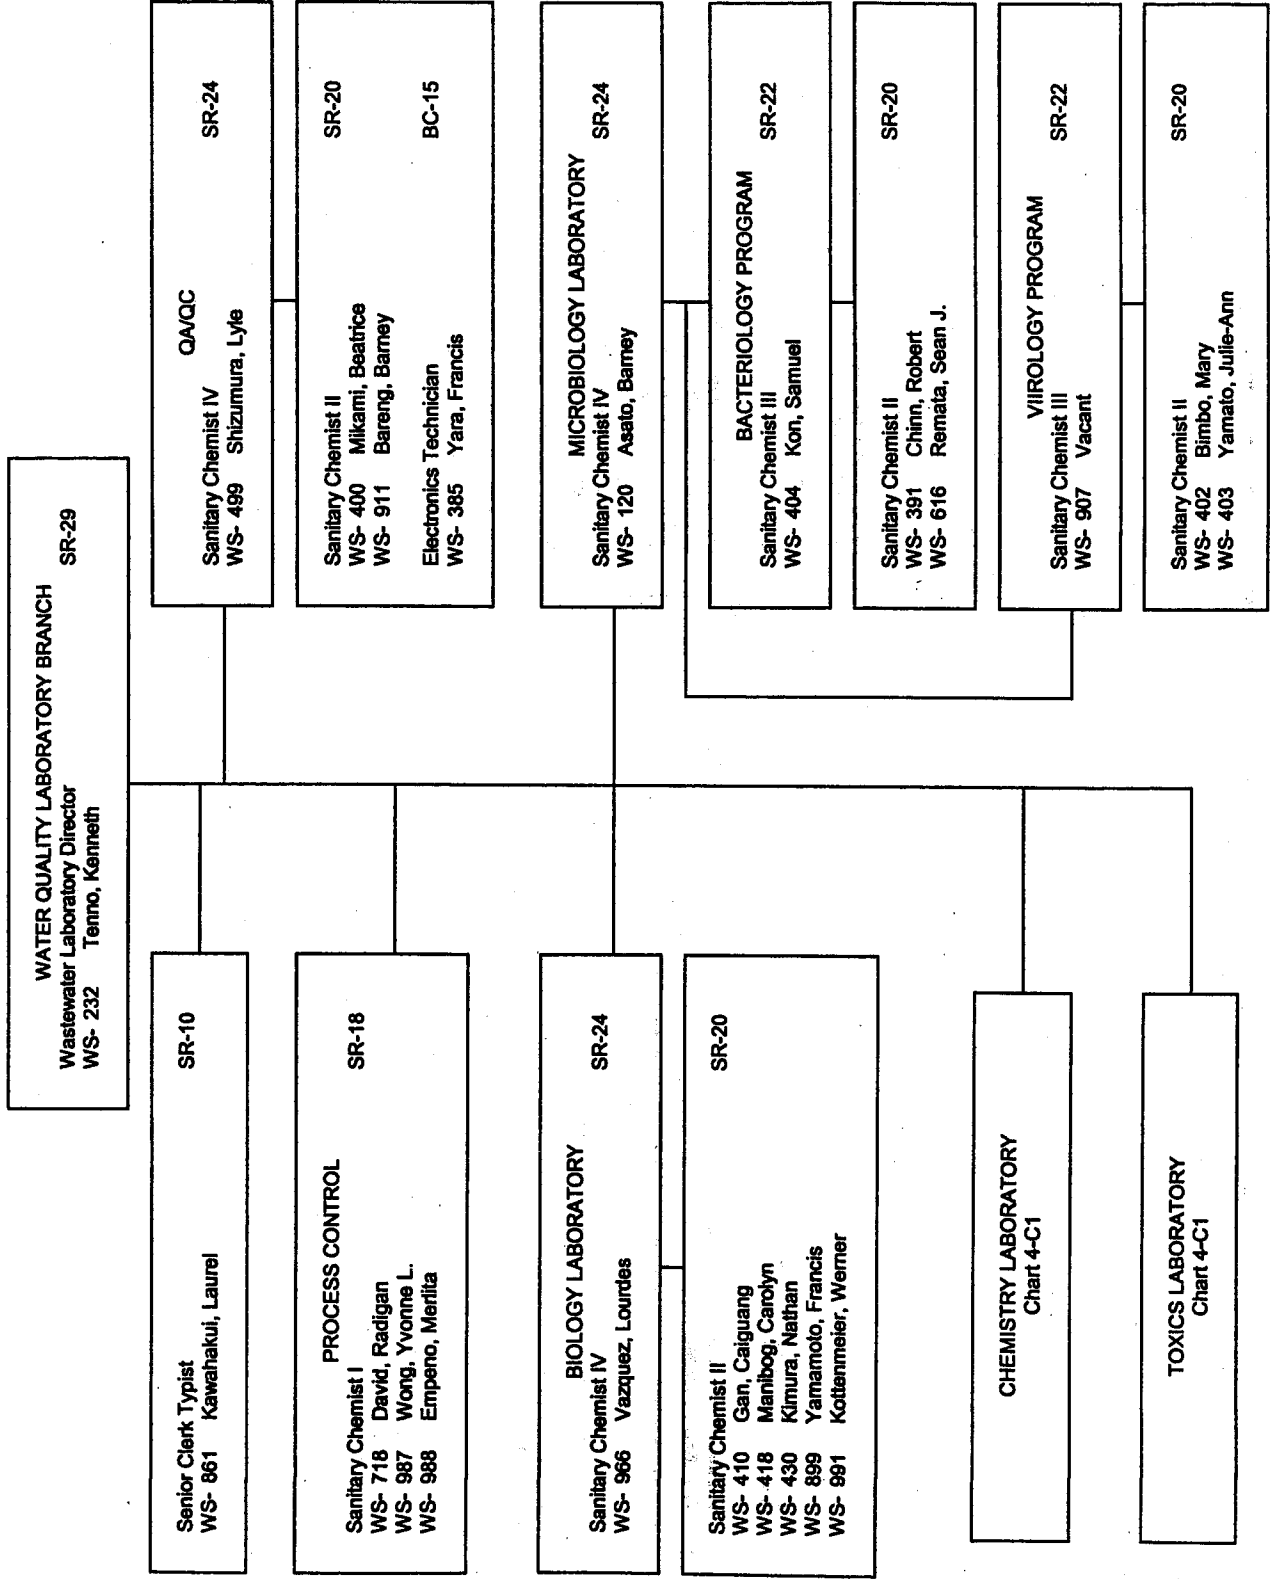 WATER QUALITY LABORATORY BRANCH
Wastewater Laboratory Director SR-29
WS- 232 Tenno, Kenneth
Senior Clerk Typist SR-10
WS- 861 Kawahakui, Laurel
PROCESS CONTROL
Sanitary Chemist I SR-18
WS- 718 David, Radigan
WS- 987 Wong, Yvonne L.
WS- 988 Empeno, Merlita
BIOLOGY LABORATORY
Sanitary Chemist IV SR-24
WS- 966 Vazquez, Lourdes
Sanitary Chemist II SR-20
WS- 410 Gan, Caiguang
WS- 418 Manibog, Carolyn
WS- 430 Kimura, Nathan
WS- 899 Yamamoto, Francis
WS- 991 Kottenmeier, Werner
CHEMISTRY LABORATORY
Chart 4-C1
TOXICS LABORATORY
Chart 4-C1
QA/QC
Sanitary Chemist IV SR-24
WS- 499 Shizumura, Lyle
Sanitary Chemist II SR-20
WS- 400 Mikami, Beatrice
WS- 911 Bareng, Barney
Electronics Technician BC-15
WS- 385 Yara, Francis
MICROBIOLOGY LABORATORY
Sanitary Chemist IV SR-24
WS- 120 Asato, Barney
BACTERIOLOGY PROGRAM
Sanitary Chemist III SR-22
WS- 404 Kon, Samuel
Sanitary Chemist II SR-20
WS- 391 Chinn, Robert
WS- 616 Remata, Sean J.
VIIROLOGY PROGRAM
Sanitary Chemist III SR-22
WS- 907 Vacant
Sanitary Chemist II SR-20
WS- 402 Bimbo, Mary
WS- 403 Yamato, Julie-Ann